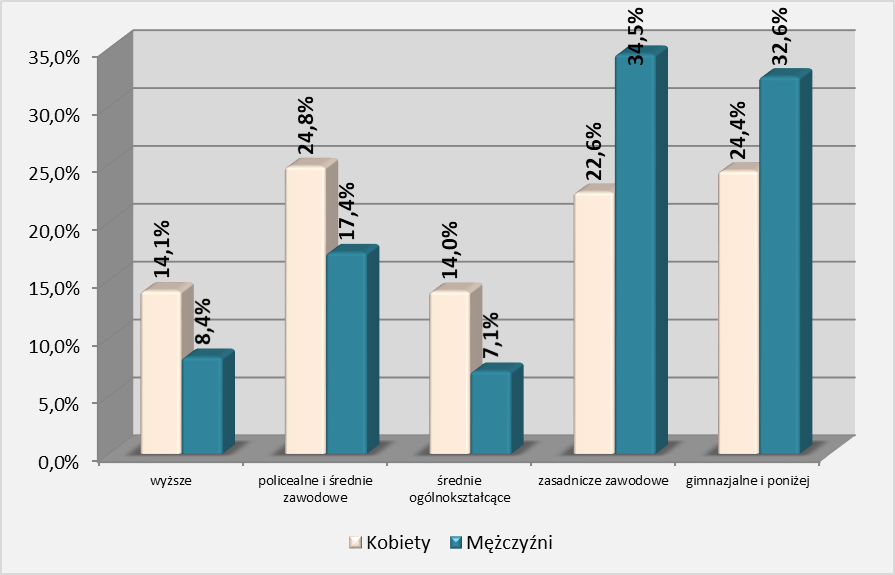 35,0%
30,0%
25,0%
20,0%
15,0%
10,0%
5,0%
0,0%
14,1%
8,4%
24,8%
17,4%
14,0%
7,1%
22,6%
34,5%
24,4%
32,6%
wyższe
policealne i średnie
zawodowe
średnie
ogólnokształcące
zasadnicze zawodowe
gimnazjalne i poniżej
Kobiety
Mężczyźni